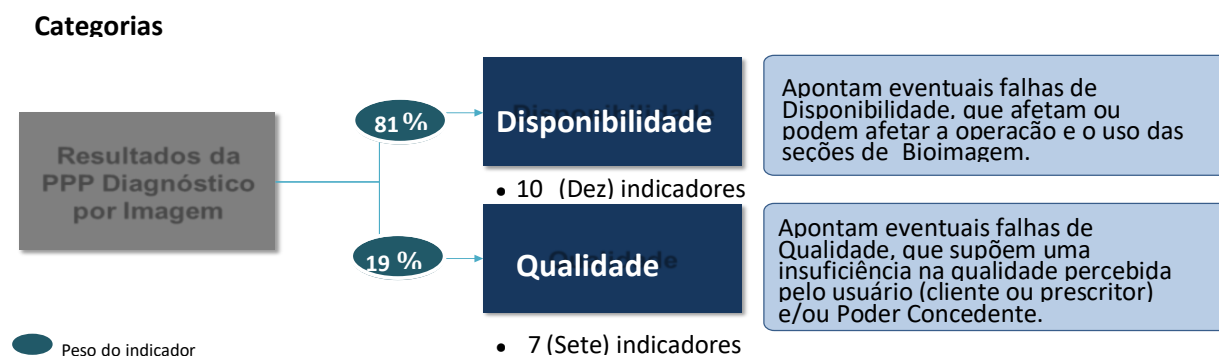 Categorias
Resultados da
PPP Diagnóstico
por Imagem
81 %
Disponibilidade
• 10 (Dez) indicadores
Apontam eventuais falhas de
Disponibilidade, que afetam ou
podem afetar a operação e o uso das
seções de Bioimagem.
19 %
Qualidade
• 7 (Sete) indicadores
Apontam eventuais falhas de
Qualidade, que supõem uma
insuficiência na qualidade percebida
pelo usuário (cliente ou prescritor)
e/ou Poder Concedente.
Peso do indicador